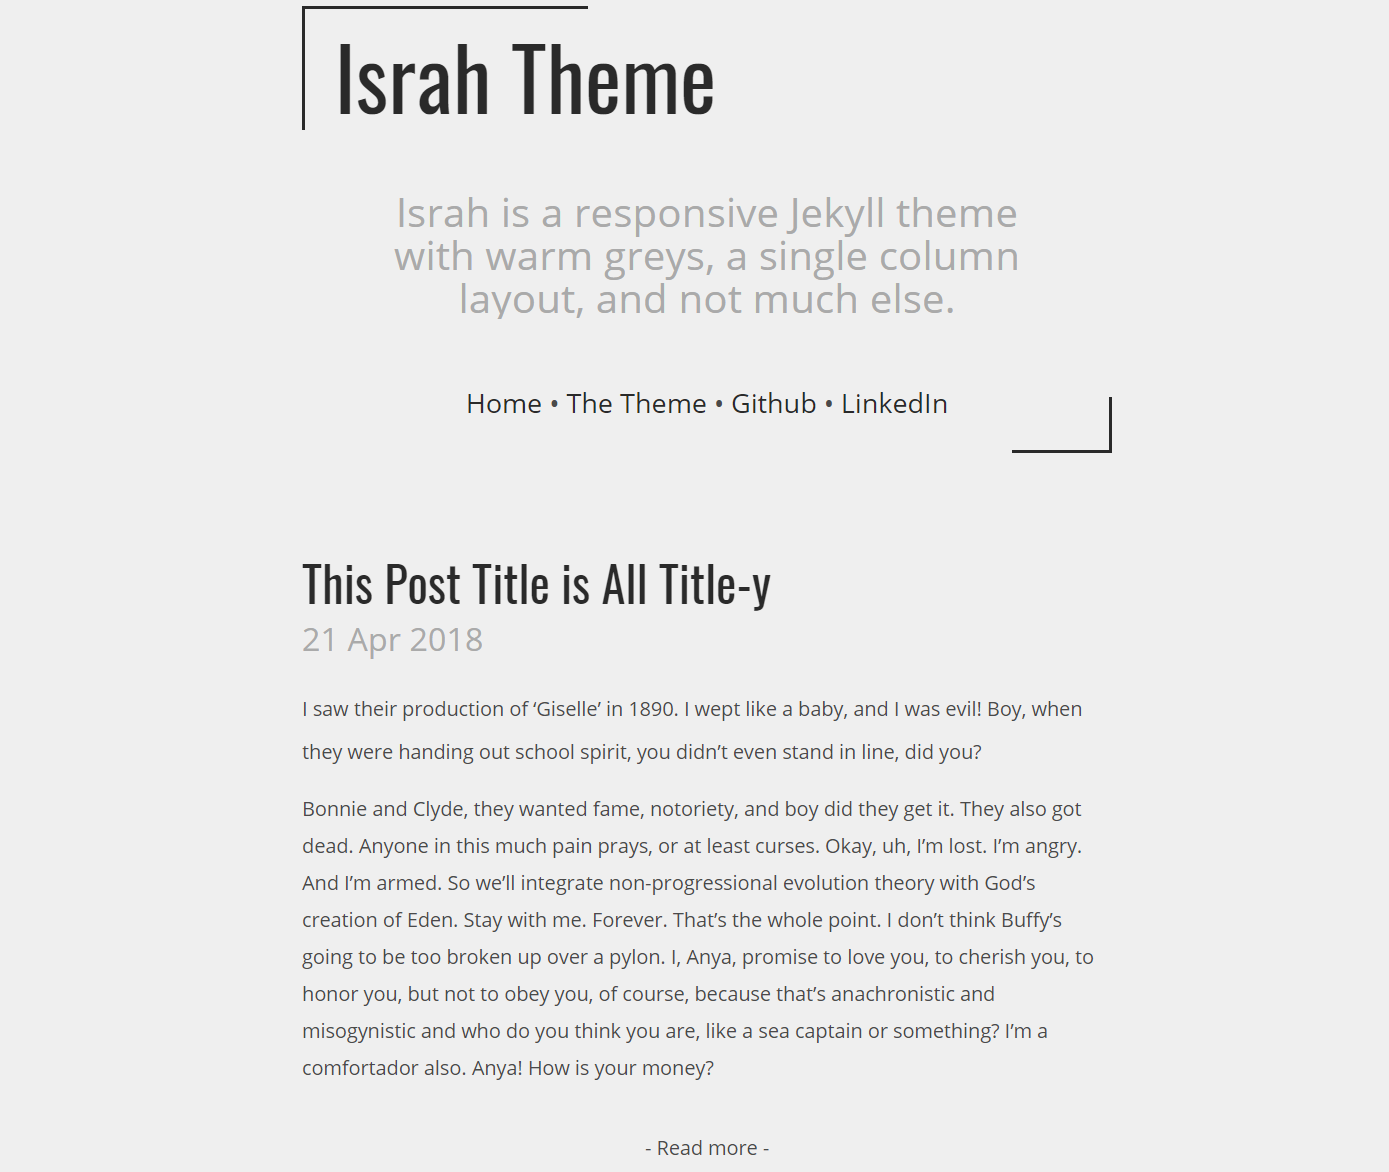 Israh Theme
Israh is a responsive Jekyll theme
with warm greys, a single column
layout, and not much else.
Home • The Theme • Github • LinkedIn
This Post Title is All Title-y
21 Apr 2018
I saw their production of ‘Giselle’ in 1890. I wept like a baby, and I was evil! Boy, when
they were handing out school spirit, you didn’t even stand in line, did you?
Bonnie and Clyde, they wanted fame, notoriety, and boy did they get it. They also got
dead. Anyone in this much pain prays, or at least curses. Okay, uh, I’m lost. I’m angry.
And I’m armed. So we’ll integrate non-progressional evolution theory with God’s
creation of Eden. Stay with me. Forever. That’s the whole point. I don’t think Buffy’s
going to be too broken up over a pylon. I, Anya, promise to love you, to cherish you, to
honor you, but not to obey you, of course, because that’s anachronistic and
misogynistic and who do you think you are, like a sea captain or something? I’m a
comfortador also. Anya! How is your money?
- Read more -